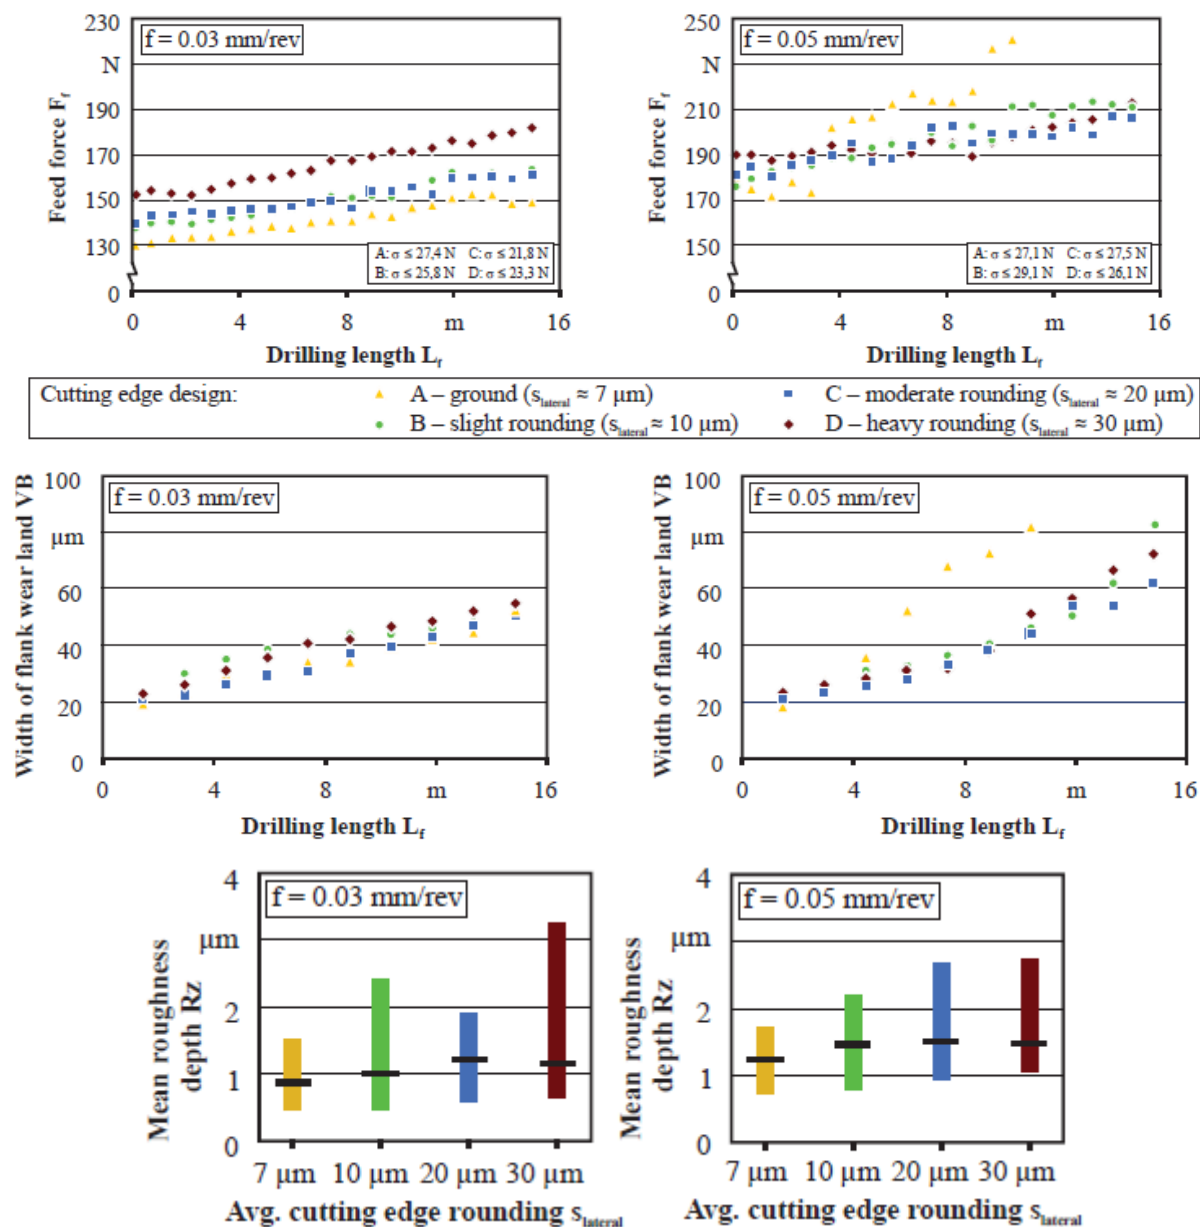 230
f = 0.03 mm/rev
N
190
170
150
130
0
Feed force Ff
A: σ ≤ 27,4 N C: σ ≤ 21,8 N
B: σ ≤ 25,8 N D: σ ≤ 23,3 N
0 4 8 m 16
Drilling length Lf
250
f = 0.05 mm/rev
N
210
190
170
150
0
Feed force Ff
A: σ ≤ 27,1 N C: σ ≤ 27,5 N
B: σ ≤ 29,1 N D: σ ≤ 26,1 N
0 4 8 m 16
Drilling length Lf
Cutting edge design:
A – ground (slateral ≈ 7 µm)
C – moderate rounding (slateral ≈ 20 µm)
B – slight rounding (slateral ≈ 10 µm)
D – heavy rounding (slateral ≈ 30 µm)
100
f = 0.03 mm/rev
µm
60
40
20
0
Width of flank wear land VB
0 4 8 m 16
Drilling length Lf
100
f = 0.05 mm/rev
µm
60
40
20
0
Width of flank wear land VB
0 4 8 m 16
Drilling length Lf
4
f = 0.03 mm/rev
µm
2
1
0
Mean roughness
depth Rz
7 µm 10 µm 20 µm 30 µm
Avg. cutting edge rounding slateral
4
f = 0.05 mm/rev
µm
2
1
0
Mean roughness
depth Rz
7 µm 10 µm 20 µm 30 µm
Avg. cutting edge rounding slateral